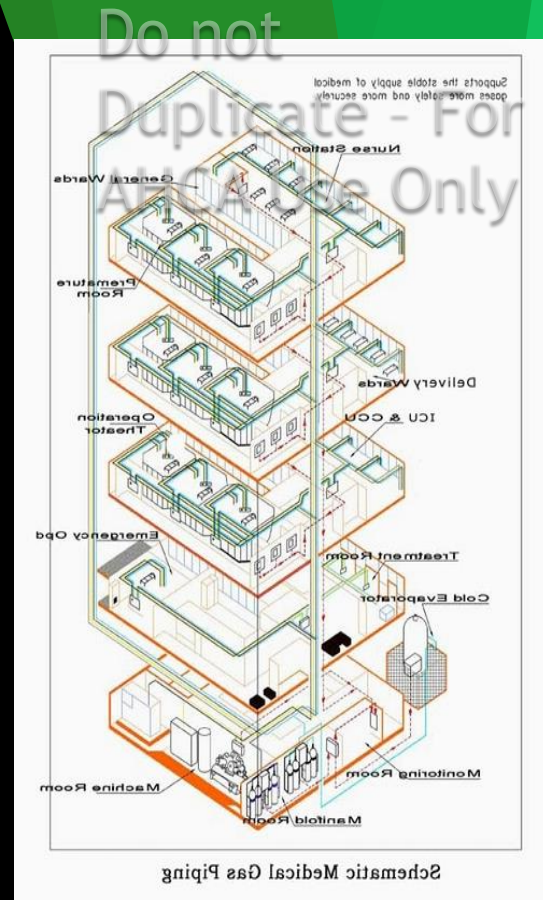 Do not
Duplicate - For
AHCA Use Only
Supports the stable supply of medical
gases more safely and more securely.
Nurse Station
General Wards
Premature
Room
Delivery Wards
Operation
Theator
ICU & CCU
Emergency Opd
Treatment Room
Cold Evaporator
Machine Room
Monitoring Room
Manifold Room
Schematic Medical Gas Piping